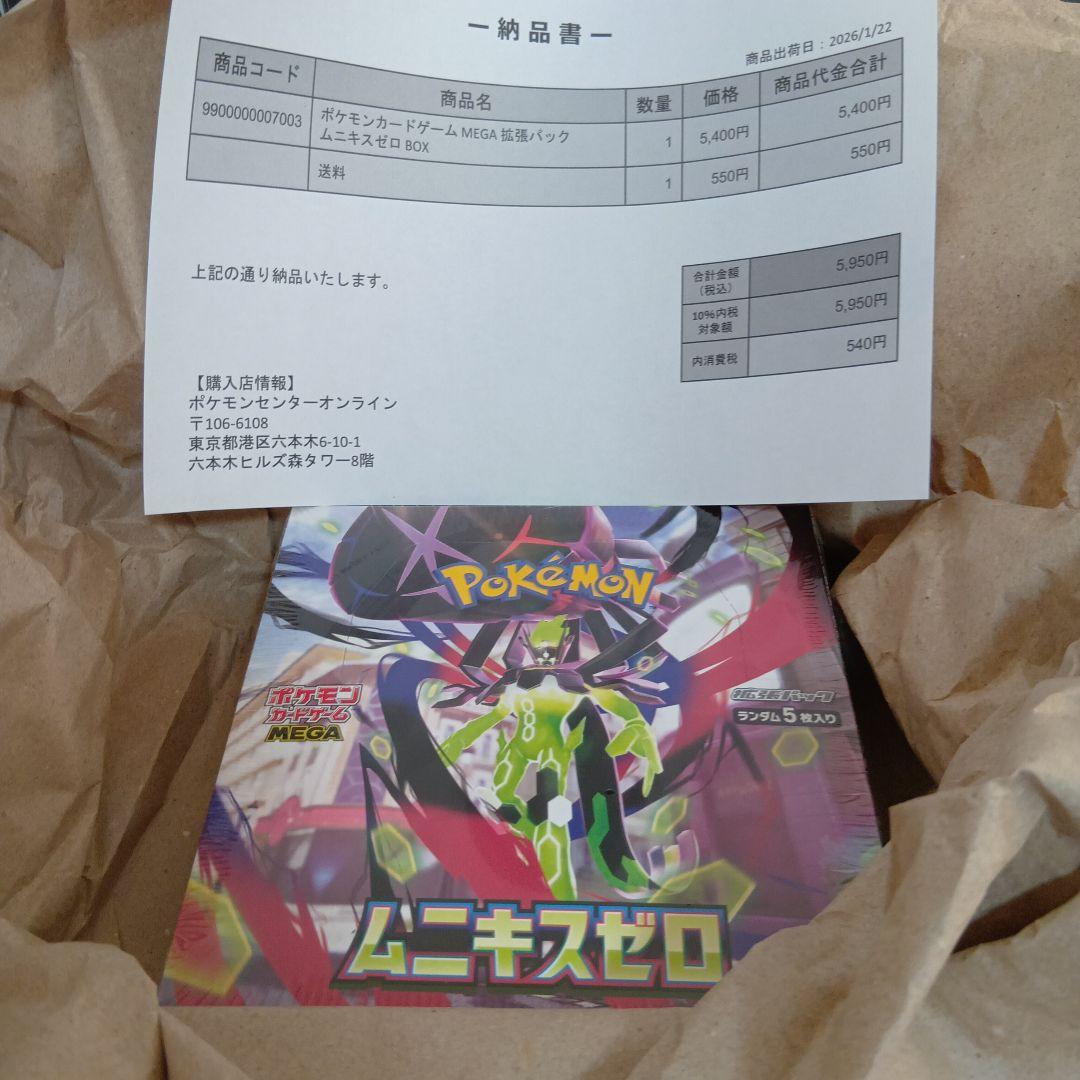 ー納品書ー
商品出荷日：2026/1/22
商品コード 商品名 数量 価格 商品代金合計
9900000007003 ポケモンカードゲーム MEGA 拡張パック
ムニキスゼロ BOX 1 5,400円 5,400円
送料 1 550円 550円
上記の通り納品いたします。
合計金額
（税込） 5,950円
10%内税
対象額 5,950円
内消費税 540円
【購入店情報】
ポケモンセンターオンライン
〒106-6108
東京都港区六本木6-10-1
六本木ヒルズ森タワー8階
POKéMON
ポケモン
カードゲーム
MEGA
拡張パック
ランダム5枚入り
ムニキスゼロ